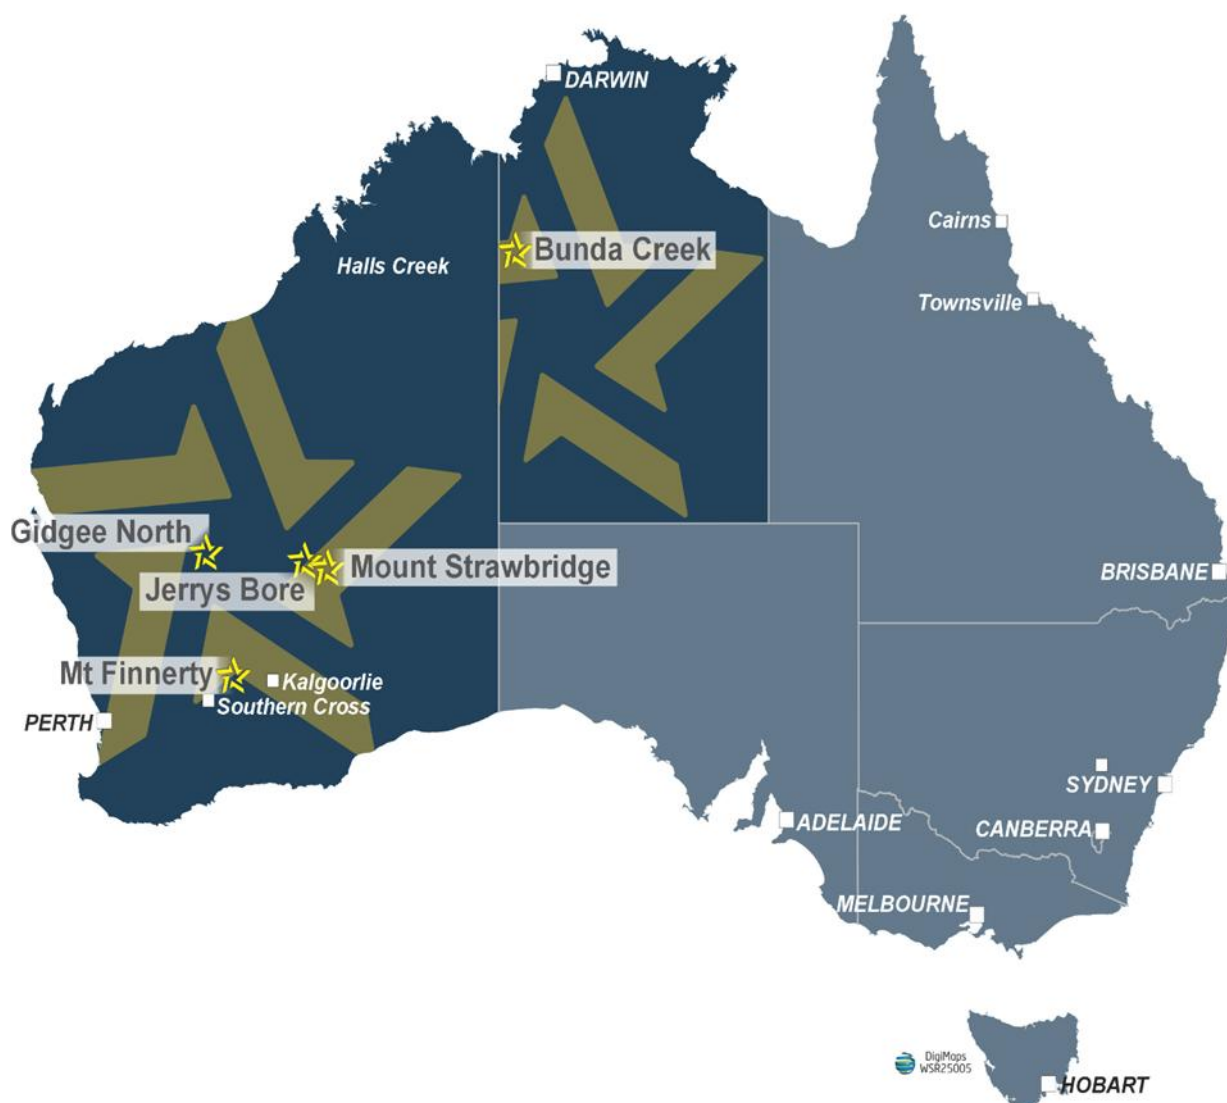 DARWIN
Cairns
Bunda Creek
Halls Creek
Townsville
Gidgee North
Mount Strawbridge
BRISBANE
Jerrys Bore
Mt Finnerty
Kalgoorlie
Southern Cross
PERTH
SYDNEY
ADELAIDE
CANBERRA
MELBOURNE
DigiMaps
WSR25005
HOBART